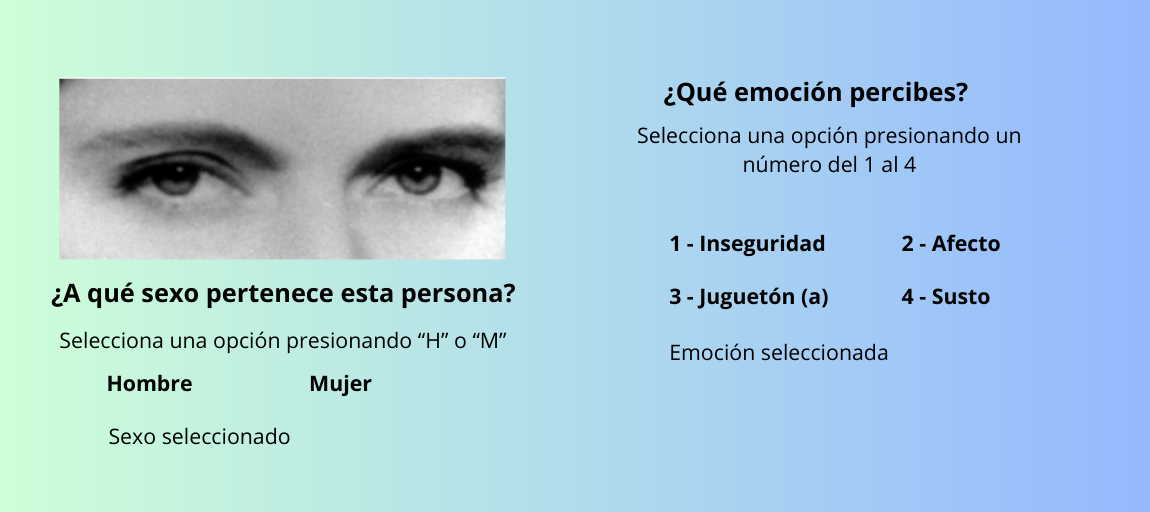 ¿A qué sexo pertenece esta persona?
Selecciona una opción presionando “H” o “M”
Hombre Mujer
Sexo seleccionado
¿Qué emoción percibes?
Selecciona una opción presionando un
número del 1 al 4
1 - Inseguridad 2 - Afecto
3 - Juguetón (a) 4 - Susto
Emoción seleccionada